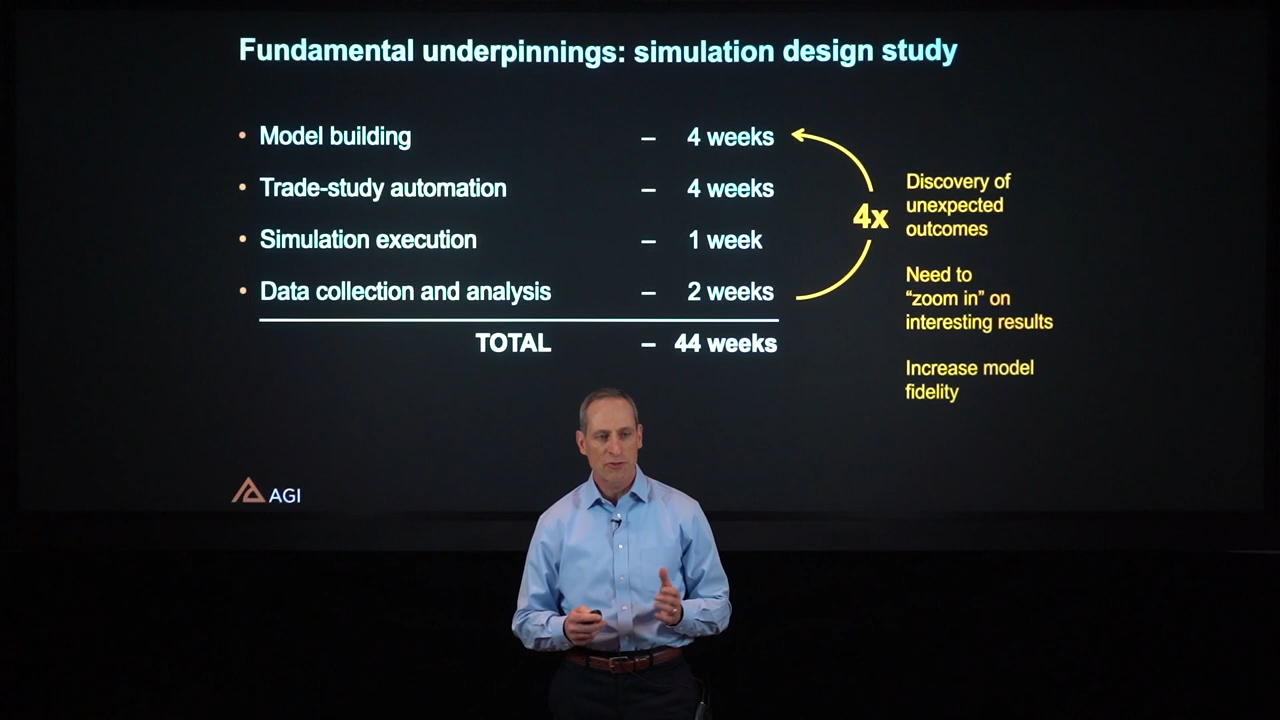 Fundamental underpinnings: simulation design study
• Model building – 4 weeks
• Trade-study automation – 4 weeks
• Simulation execution – 1 week
• Data collection and analysis – 2 weeks
TOTAL – 44 weeks
4x
Discovery of
unexpected
outcomes
Need to
“zoom in” on
interesting results
Increase model
fidelity
AGI